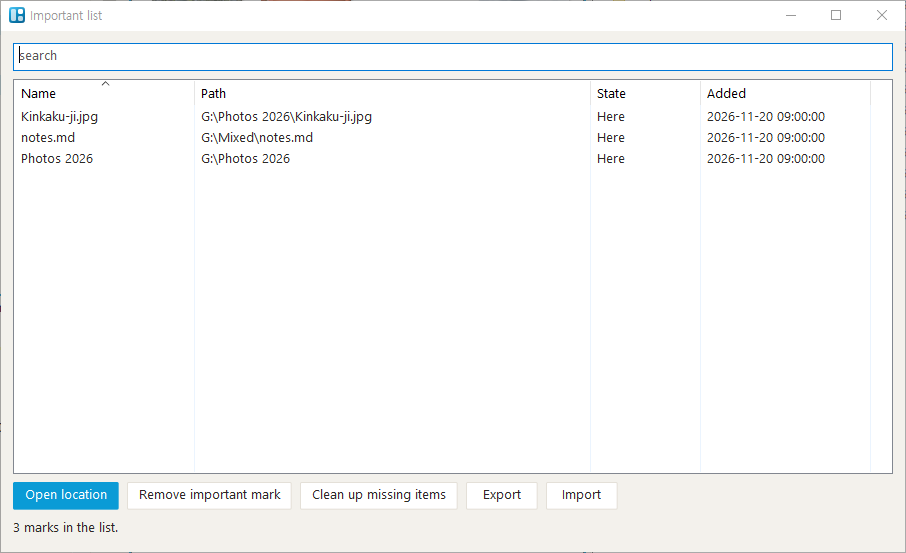 Important list
search
Name Path State Added
Kinkaku-ji.jpg G:\Photos 2026\Kinkaku-ji.jpg Here 2026-11-20 09:00:00
notes.md G:\Mixed\notes.md Here 2026-11-20 09:00:00
Photos 2026 G:\Photos 2026 Here 2026-11-20 09:00:00
Open location Remove important mark Clean up missing items Export Import
3 marks in the list.